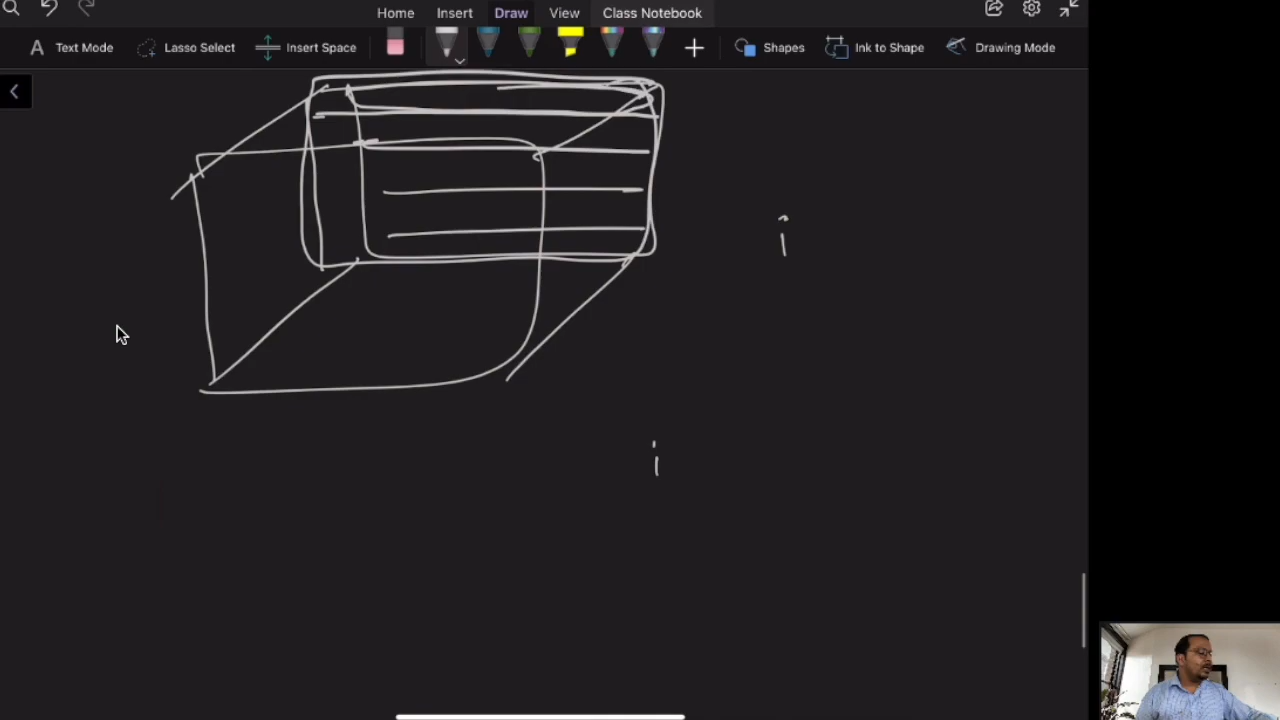 Home Insert Draw View Class Notebook
A Text Mode Lasso Select Insert Space Shapes Ink to Shape Drawing Mode
i
i